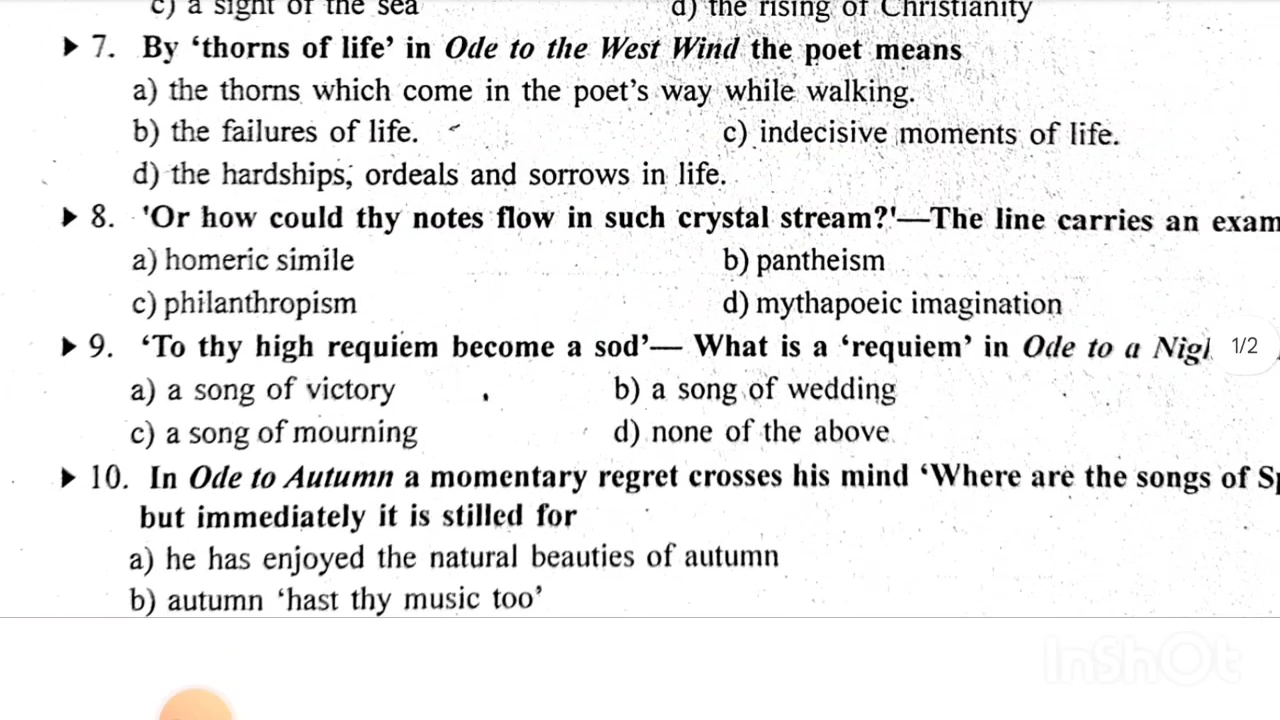 c) a sight of the sea d) the rising of Christianity
▶ 7. By ‘thorns of life’ in Ode to the West Wind the poet means
a) the thorns which come in the poet’s way while walking.
b) the failures of life. c) indecisive moments of life.
d) the hardships, ordeals and sorrows in life.
▶ 8. 'Or how could thy notes flow in such crystal stream?'—The line carries an exam
a) homeric simile b) pantheism
c) philanthropism d) mythapoeic imagination
▶ 9. ‘To thy high requiem become a sod’— What is a ‘requiem’ in Ode to a Nigh 1/2
a) a song of victory b) a song of wedding
c) a song of mourning d) none of the above
▶ 10. In Ode to Autumn a momentary regret crosses his mind ‘Where are the songs of Sp
but immediately it is stilled for
a) he has enjoyed the natural beauties of autumn
b) autumn ‘hast thy music too’
InShOt